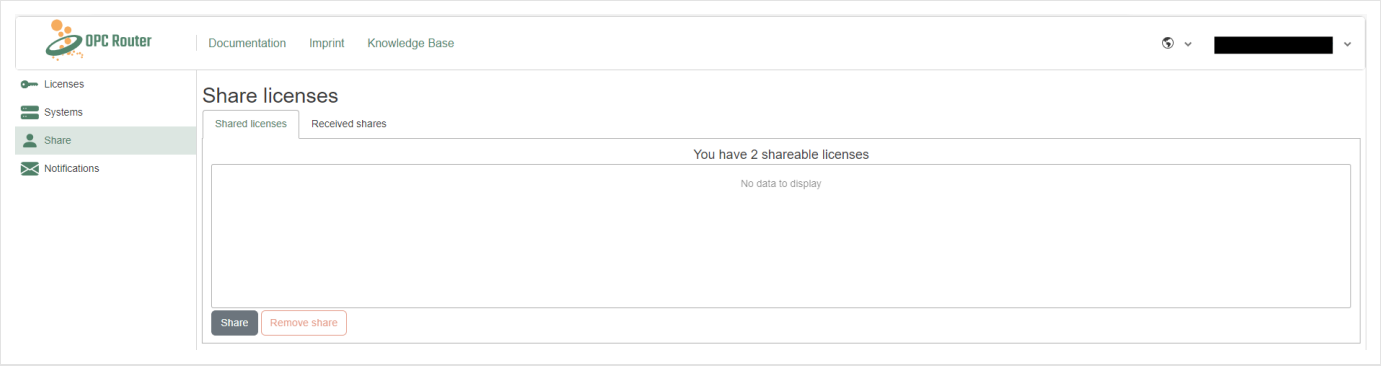 OPC Router
Documentation Imprint Knowledge Base
Licenses
Systems
Share
Notifications
Share licenses
Shared licenses Received shares
You have 2 shareable licenses
No data to display
Share Remove share